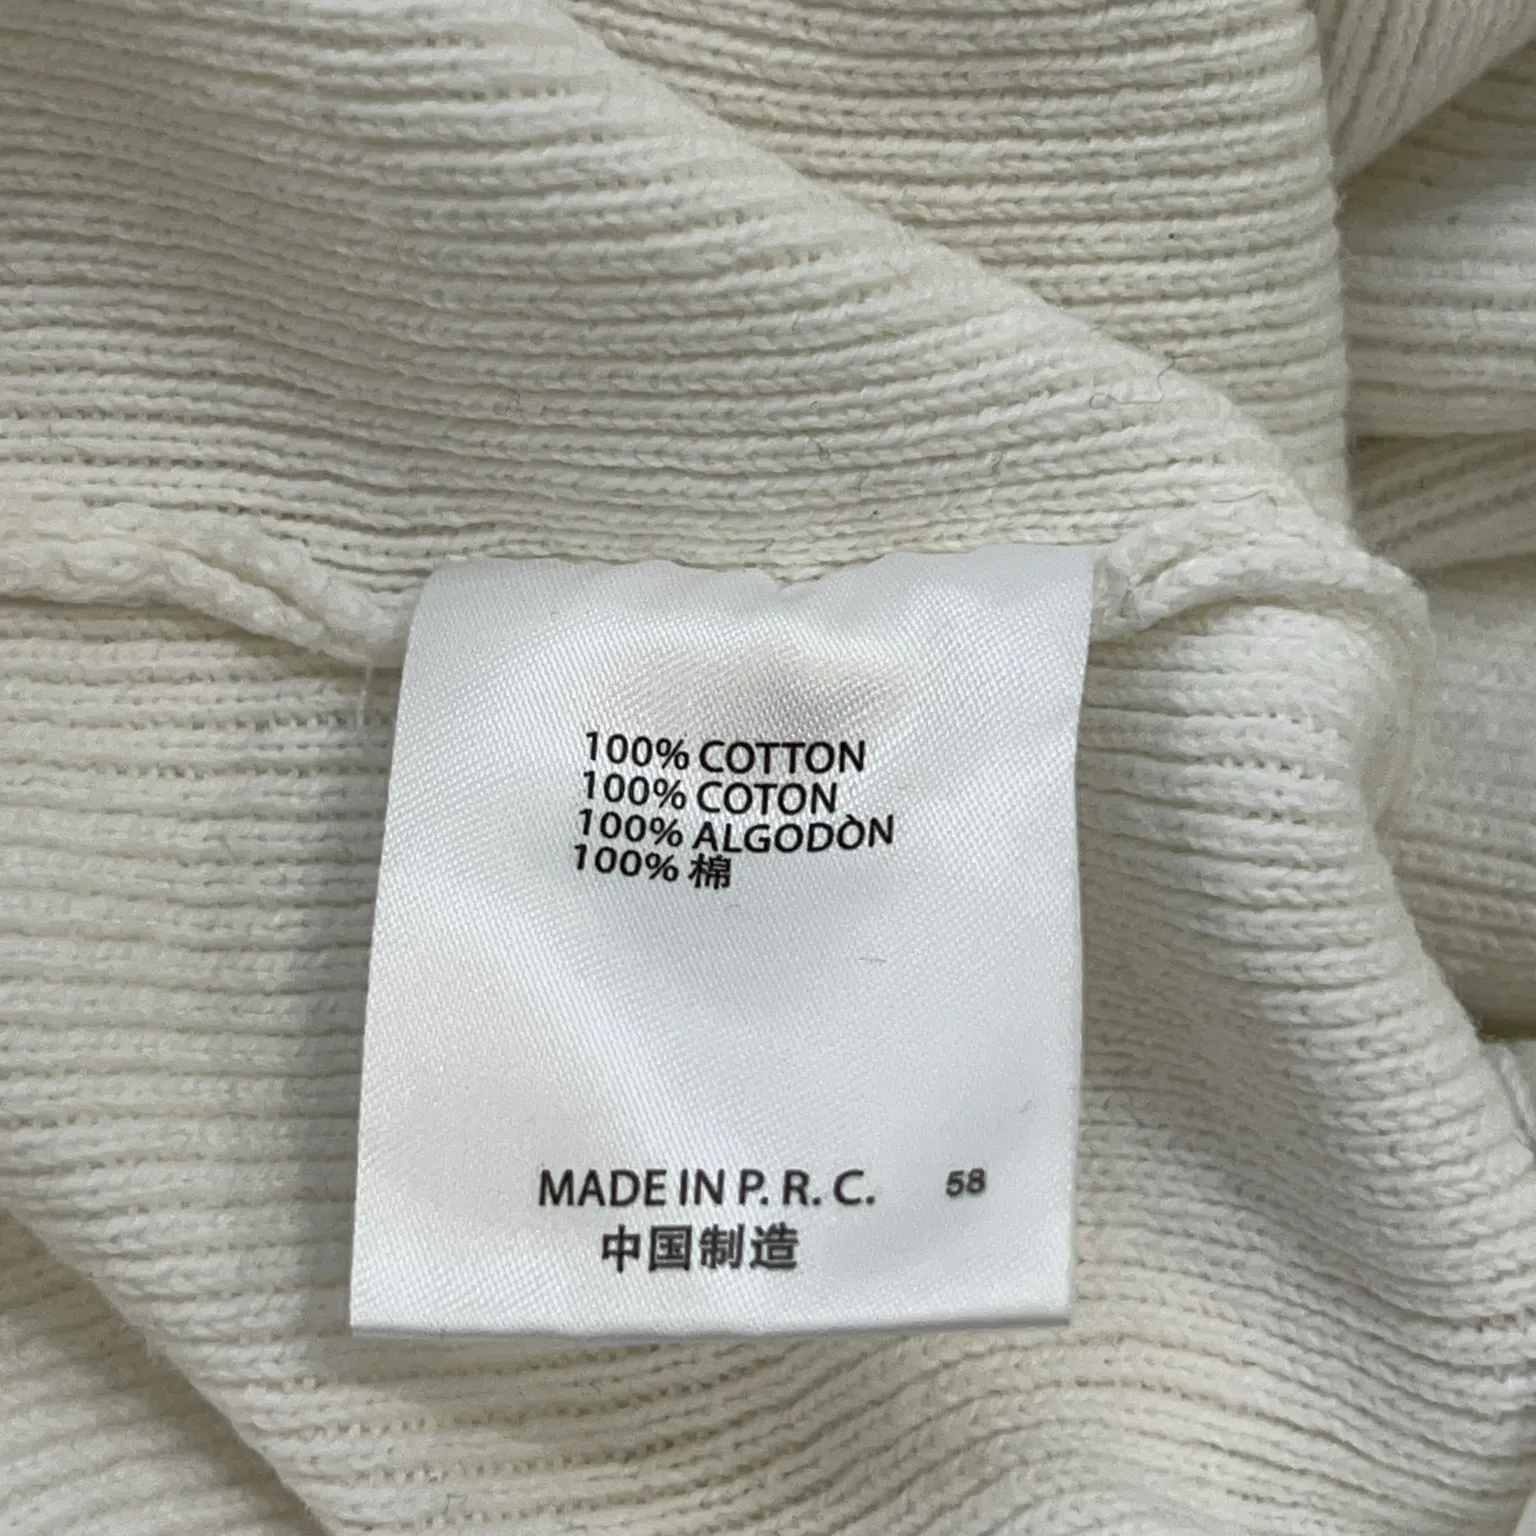 100% COTTON
100% COTON
100% ALGODÒN
100% 棉
MADE IN P. R. C. 58
中国制造